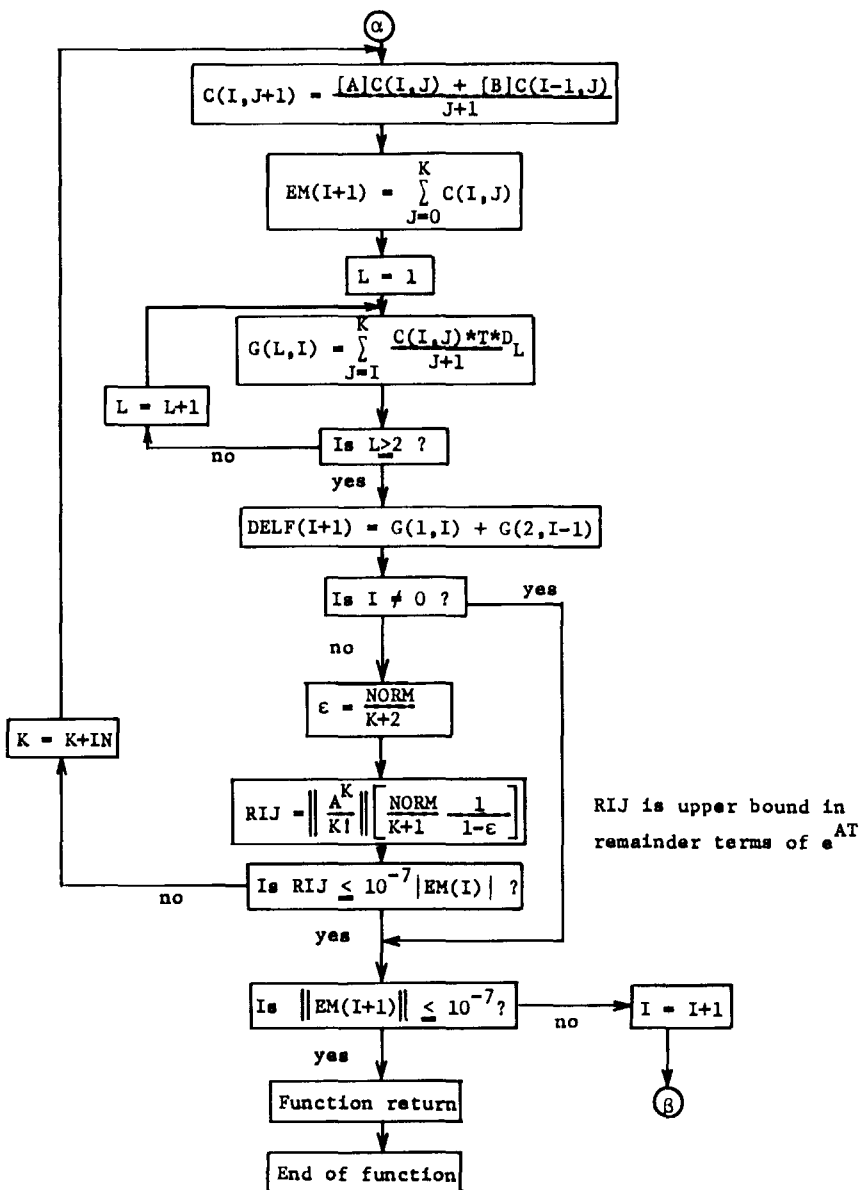 α
C(I,J+1) = [A]C(I,J) + [B]C(I-1,J) / J+1
EM(I+1) = K Σ J=0 C(I,J)
L = 1
G(L,I) = K Σ J=I C(I,J)*T*D_L / J+1
L = L+1
Is L≥2 ?
no
yes
DELF(I+1) = G(1,I) + G(2,I-1)
Is I ≠ 0 ?
yes
no
ε = NORM / K+2
K = K+IN
RIJ = ‖ A^K / K! ‖ [ NORM / K+1 1 / 1-ε ]
RIJ is upper bound in
remainder terms of e^AT
Is RIJ ≤ 10^-7 |EM(I)| ?
no
yes
Is ‖EM(I+1)‖ ≤ 10^-7?
no
I = I+1
yes
Function return
β
End of function